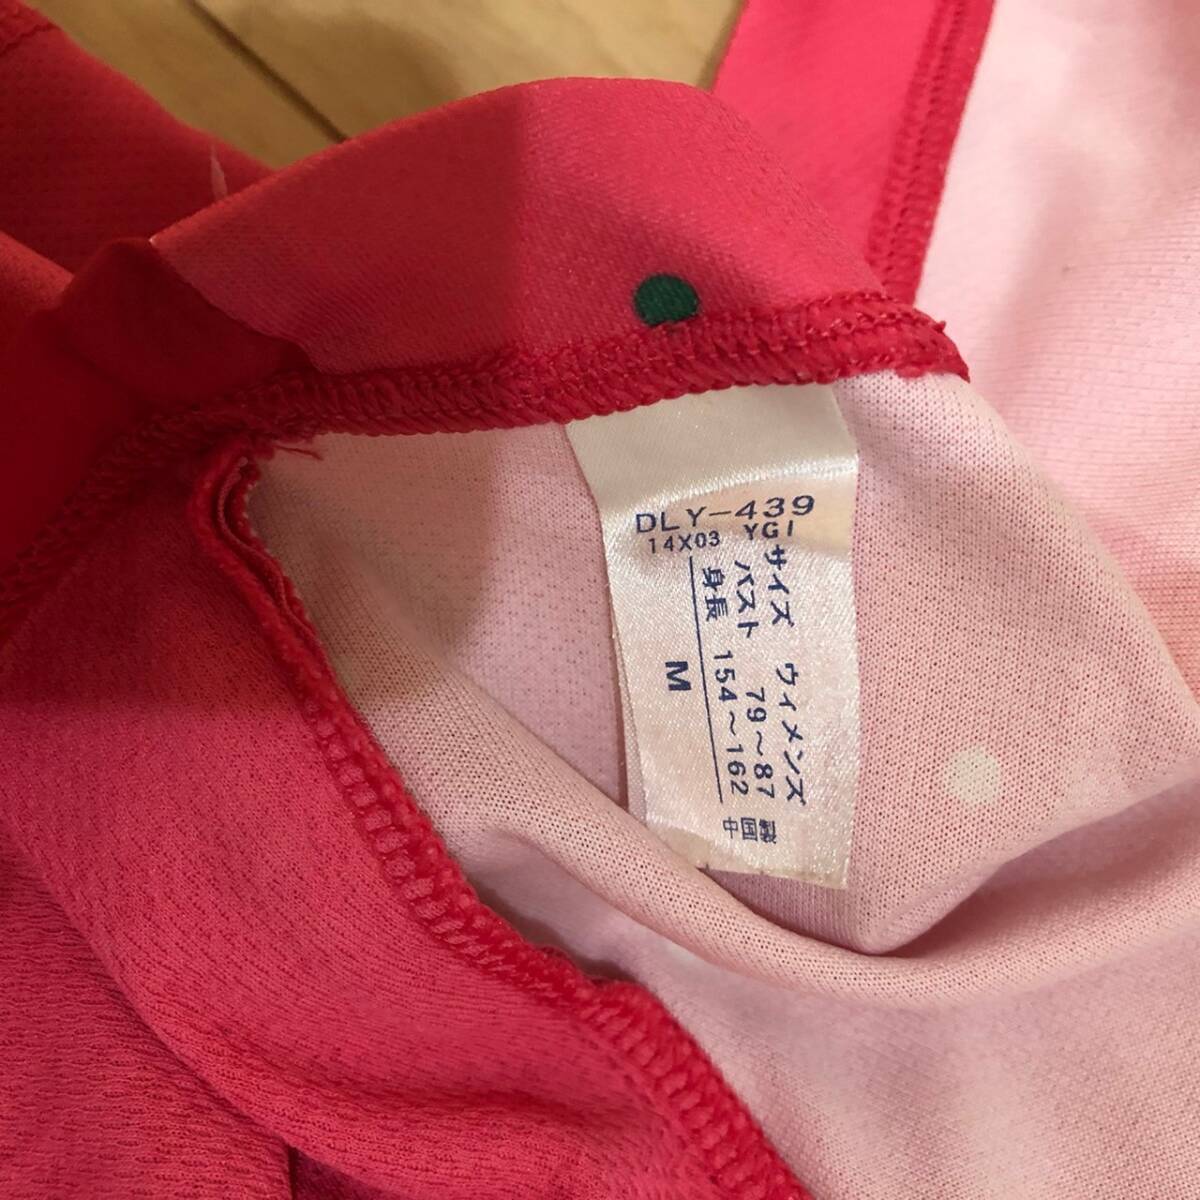 DLY-439
14X03 YGI
サイズ ウィメンズ
バスト 79～87
身長 154～162
M
中国製